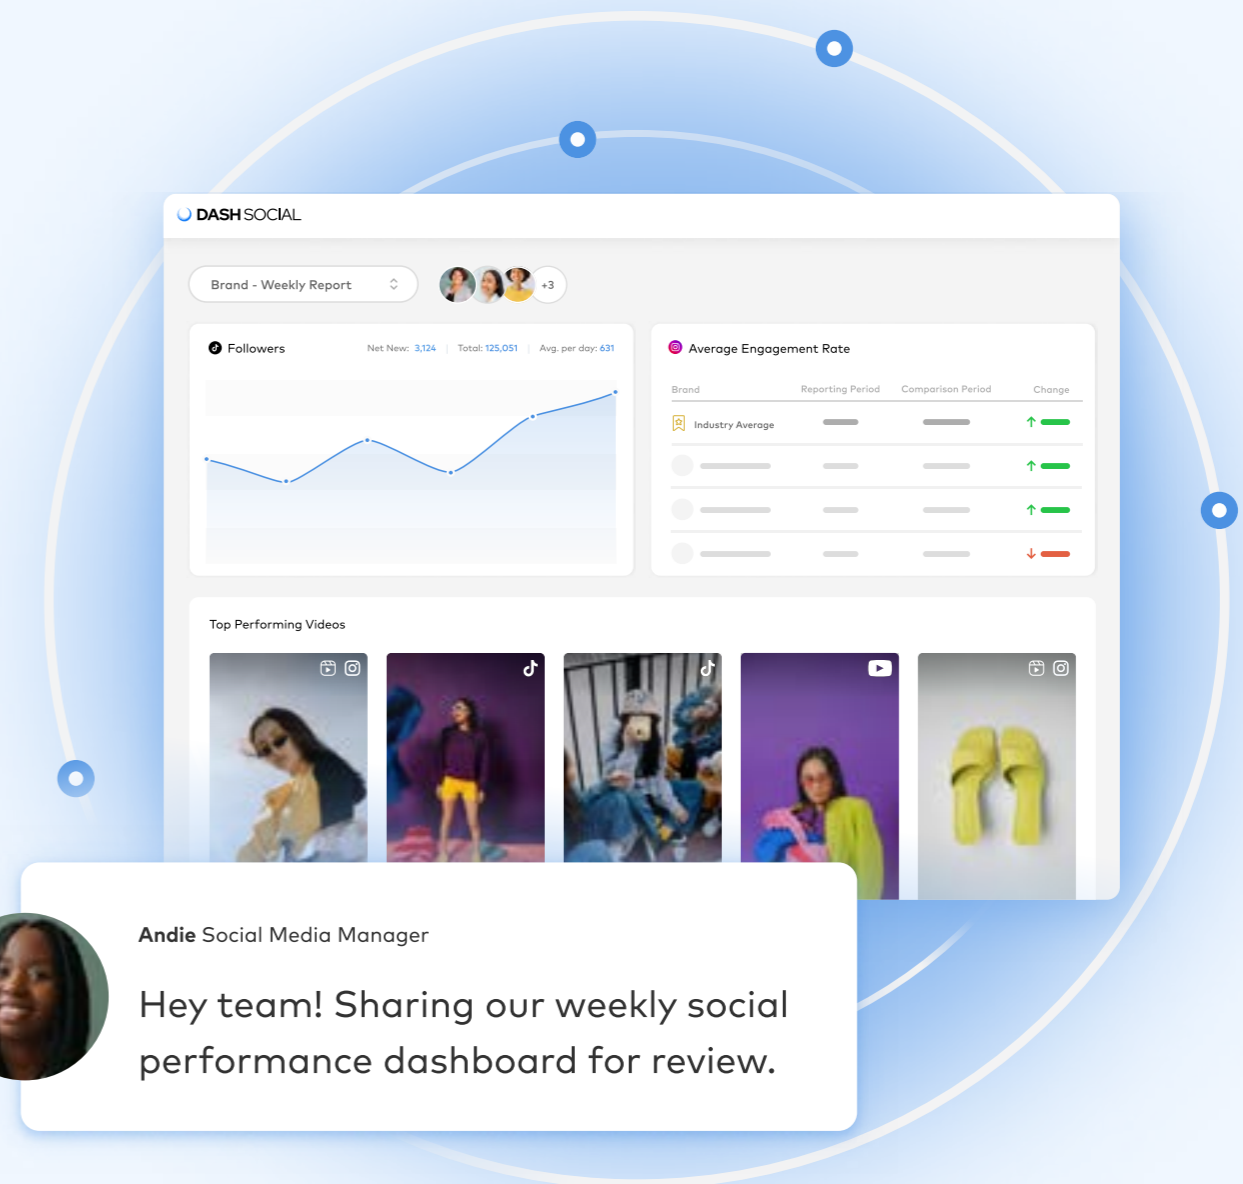 DASH SOCIAL
Brand - Weekly Report
+3
Followers
Net New: 3,124
Total: 125,051
Avg. per day: 631
Average Engagement Rate
Brand Reporting Period Comparison Period Change
Industry Average
Top Performing Videos
Andie Social Media Manager
Hey team! Sharing our weekly social
performance dashboard for review.